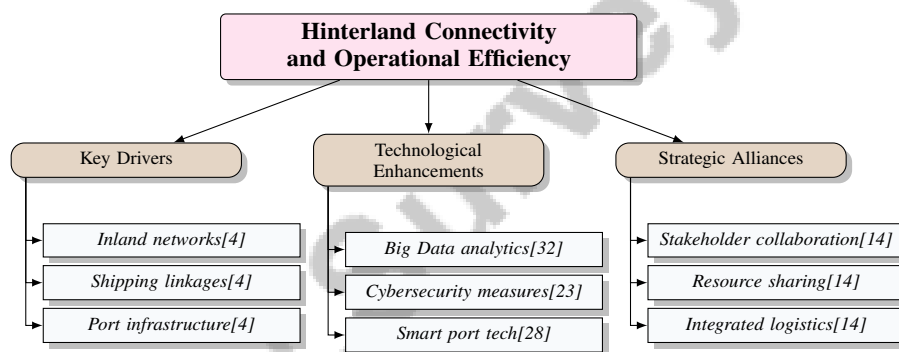 Hinterland Connectivity
and Operational Efficiency
Key Drivers
Inland networks[4]
Shipping linkages[4]
Port infrastructure[4]
Technological
Enhancements
Big Data analytics[32]
Cybersecurity measures[23]
Smart port tech[28]
Strategic Alliances
Stakeholder collaboration[14]
Resource sharing[14]
Integrated logistics[14]